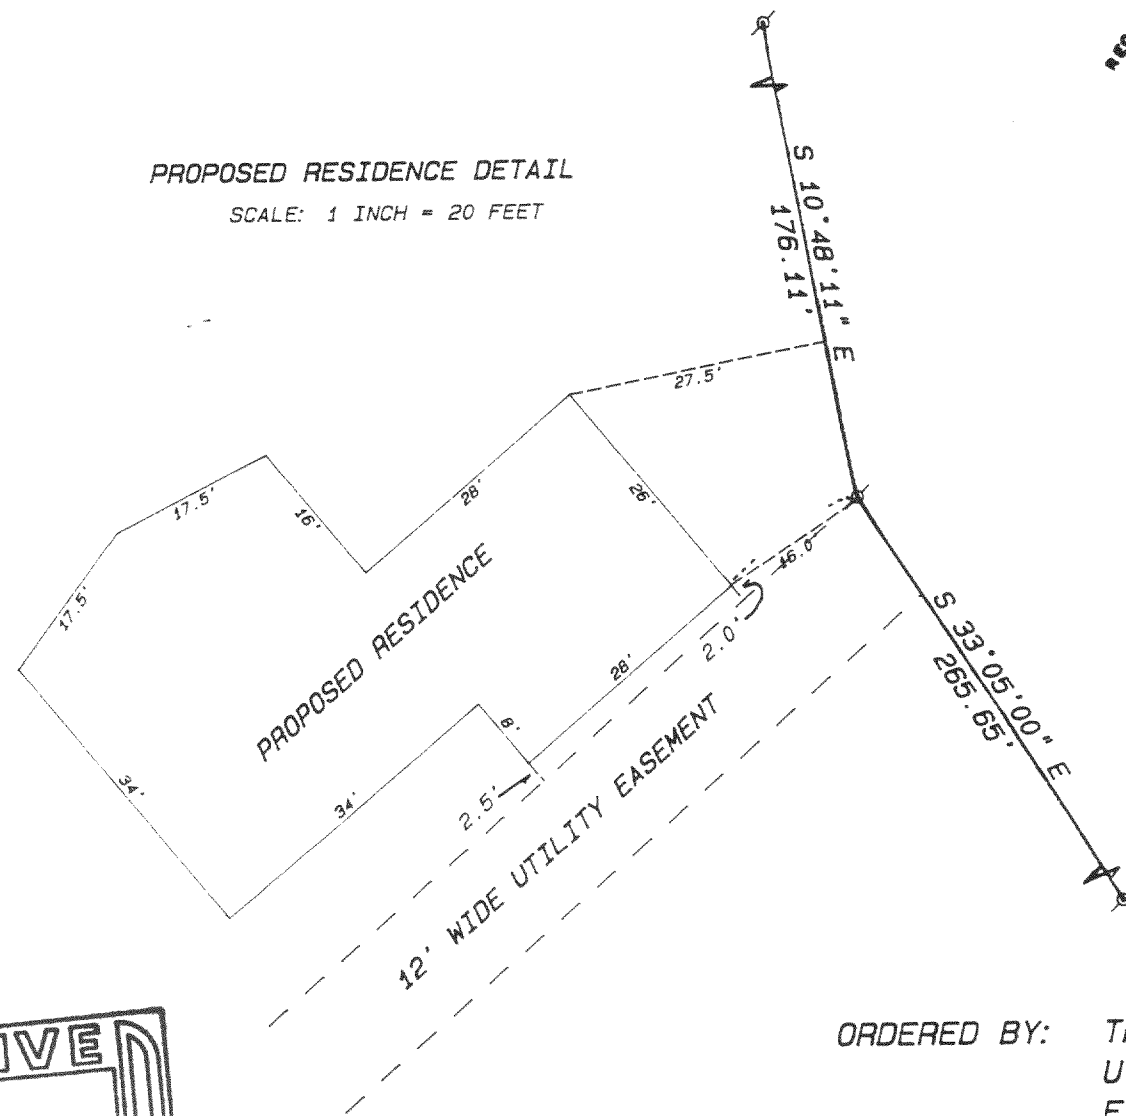 PROPOSED RESIDENCE DETAIL
SCALE: 1 INCH = 20 FEET
S 10°48'11" E
176.11'
27.5'
17.5'
16'
28'
26'
17.5'
PROPOSED RESIDENCE
16.0'
2.0'
28'
8'
S 33°05'00" E
265.65'
34'
34'
2.5'
12' WIDE UTILITY EASEMENT
IVE
ORDERED BY: